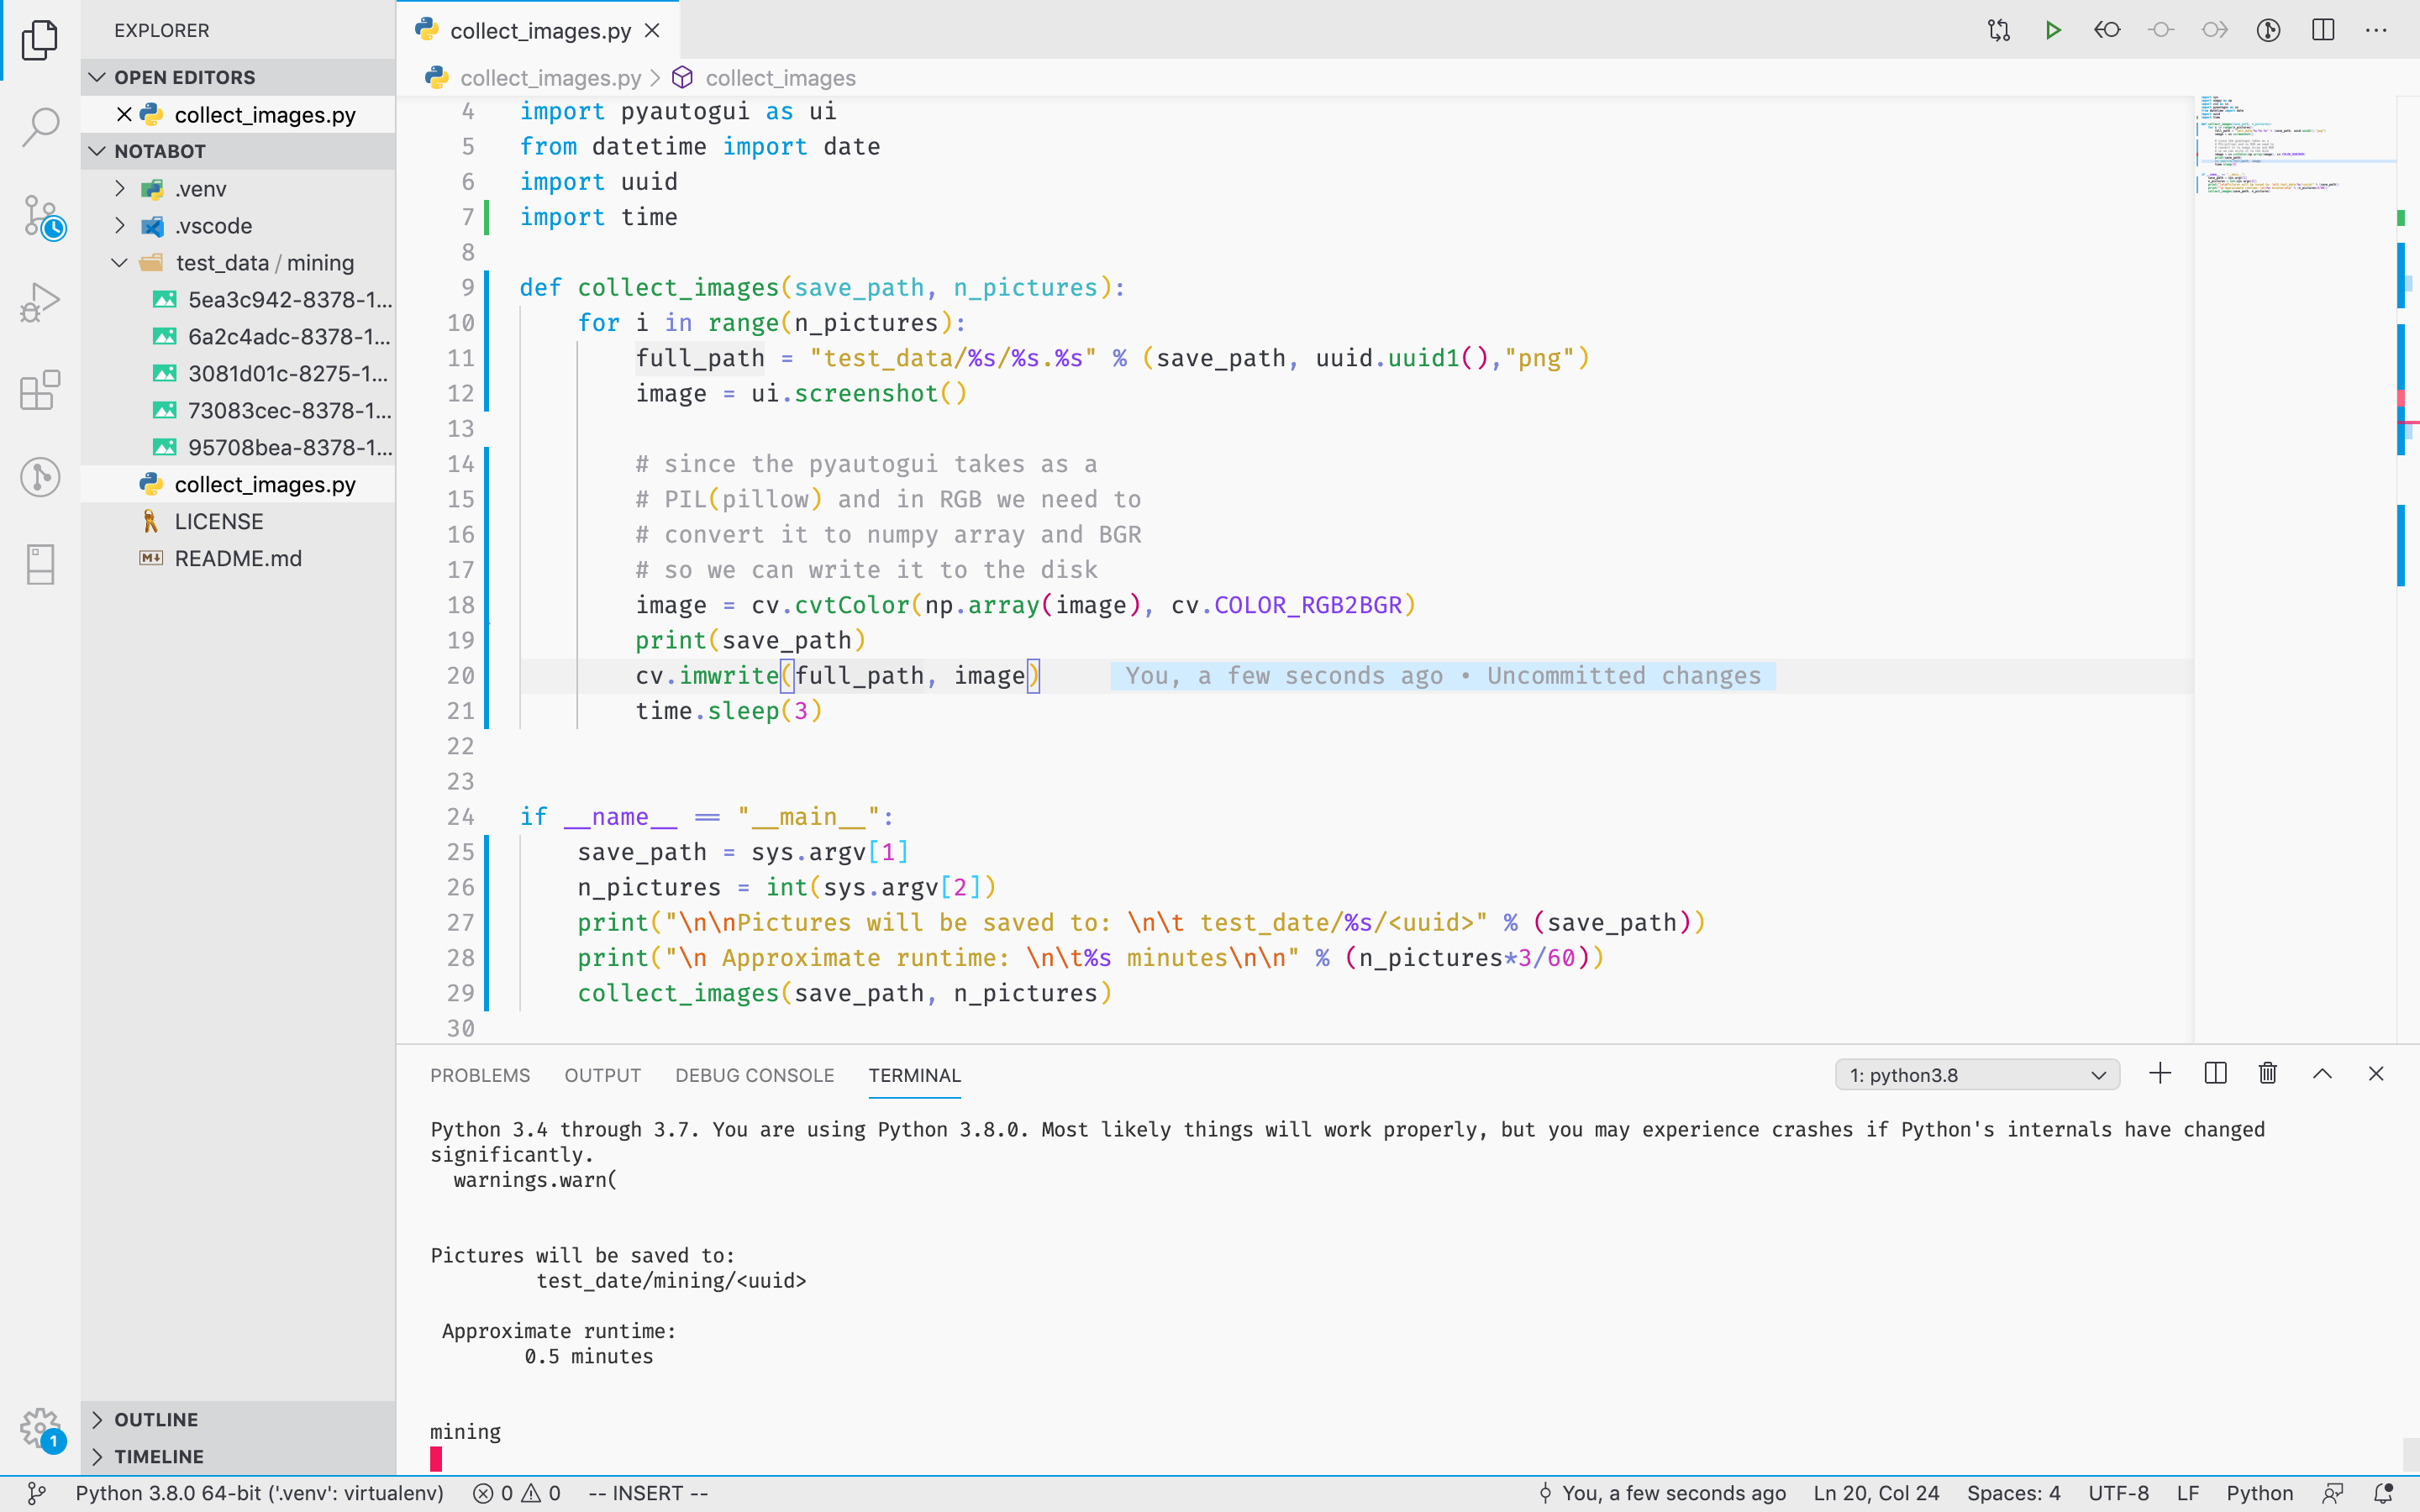 EXPLORER
OPEN EDITORS
collect_images.py
NOTABOT
.venv
.vscode
test_data / mining
5ea3c942-8378-1...
6a2c4adc-8378-1...
3081d01c-8275-1...
73083cec-8378-1...
95708bea-8378-1...
collect_images.py
LICENSE
README.md
OUTLINE
TIMELINE
1
collect_images.py
collect_images.py > collect_images
4 import pyautogui as ui
5 from datetime import date
6 import uuid
7 import time
8
9 def collect_images(save_path, n_pictures):
10 for i in range(n_pictures):
11 full_path = "test_data/%s/%s.%s" % (save_path, uuid.uuid1(),"png")
12 image = ui.screenshot()
13
14 # since the pyautogui takes as a
15 # PIL(pillow) and in RGB we need to
16 # convert it to numpy array and BGR
17 # so we can write it to the disk
18 image = cv.cvtColor(np.array(image), cv.COLOR_RGB2BGR)
19 print(save_path)
20 cv.imwrite(full_path, image) You, a few seconds ago • Uncommitted changes
21 time.sleep(3)
22
23
24 if __name__ == "__main__":
25 save_path = sys.argv[1]
26 n_pictures = int(sys.argv[2])
27 print("\n\nPictures will be saved to: \n\t test_date/%s/<uuid>" % (save_path))
28 print("\n Approximate runtime: \n\t%s minutes\n\n" % (n_pictures*3/60))
29 collect_images(save_path, n_pictures)
30
PROBLEMS OUTPUT DEBUG CONSOLE TERMINAL 1: python3.8
Python 3.4 through 3.7. You are using Python 3.8.0. Most likely things will work properly, but you may experience crashes if Python's internals have changed
significantly.
warnings.warn(
Pictures will be saved to:
test_date/mining/<uuid>
Approximate runtime:
0.5 minutes
mining
Python 3.8.0 64-bit ('.venv': virtualenv) 0 0 -- INSERT -- You, a few seconds ago Ln 20, Col 24 Spaces: 4 UTF-8 LF Python